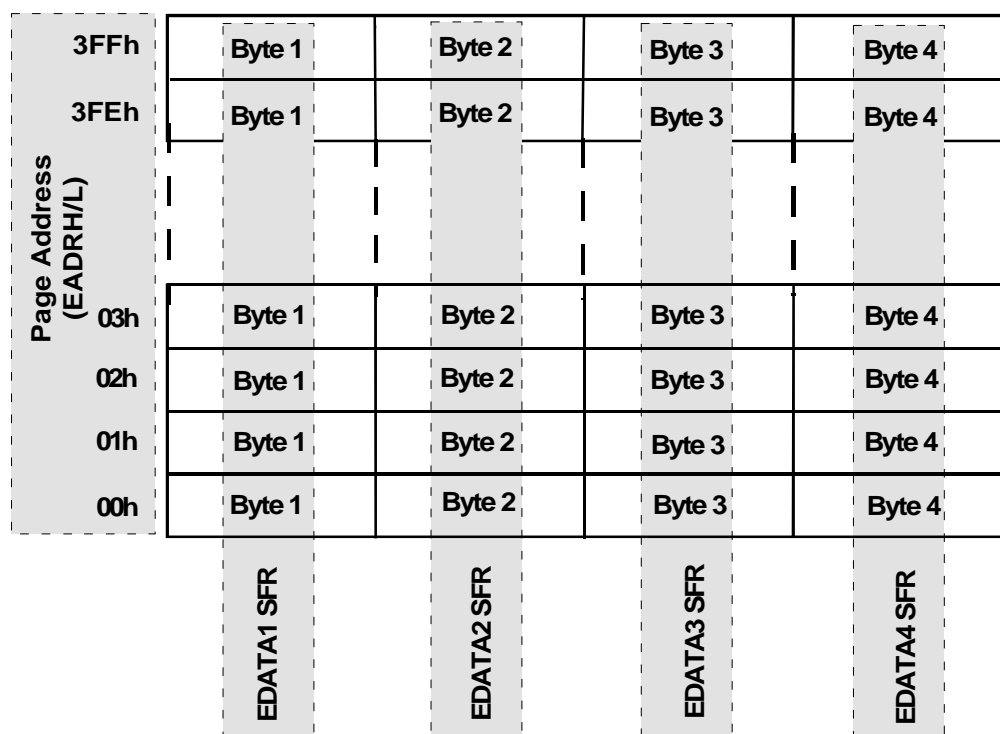 3FFh Byte 1 Byte 2 Byte 3 Byte 4
3FEh Byte 1 Byte 2 Byte 3 Byte 4
Page Address
(EADRH/L)
03h Byte 1 Byte 2 Byte 3 Byte 4
02h Byte 1 Byte 2 Byte 3 Byte 4
01h Byte 1 Byte 2 Byte 3 Byte 4
00h Byte 1 Byte 2 Byte 3 Byte 4
EDATA1 SFR
EDATA2 SFR
EDATA3 SFR
EDATA4 SFR